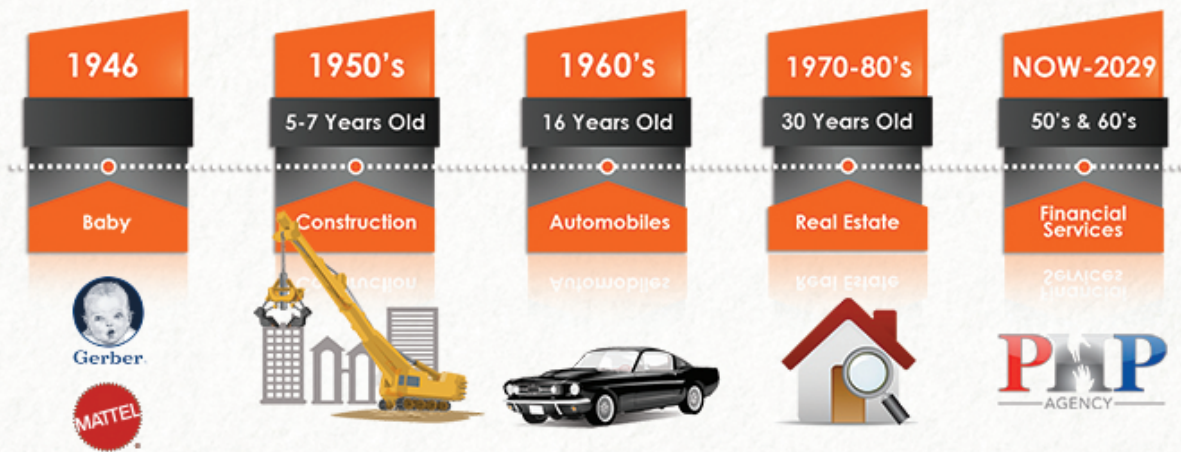 1946
Baby
Gerber
MATTEL
1950's
5-7 Years Old
Construction
1960's
16 Years Old
Automobiles
1970-80's
30 Years Old
Real Estate
NOW-2029
50's & 60's
Financial
Services
PHP
AGENCY